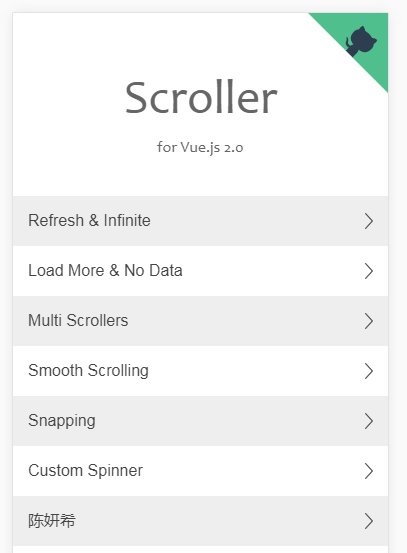 Scroller
for Vue.js 2.0
Refresh & Infinite
Load More & No Data
Multi Scrollers
Smooth Scrolling
Snapping
Custom Spinner
陈妍希